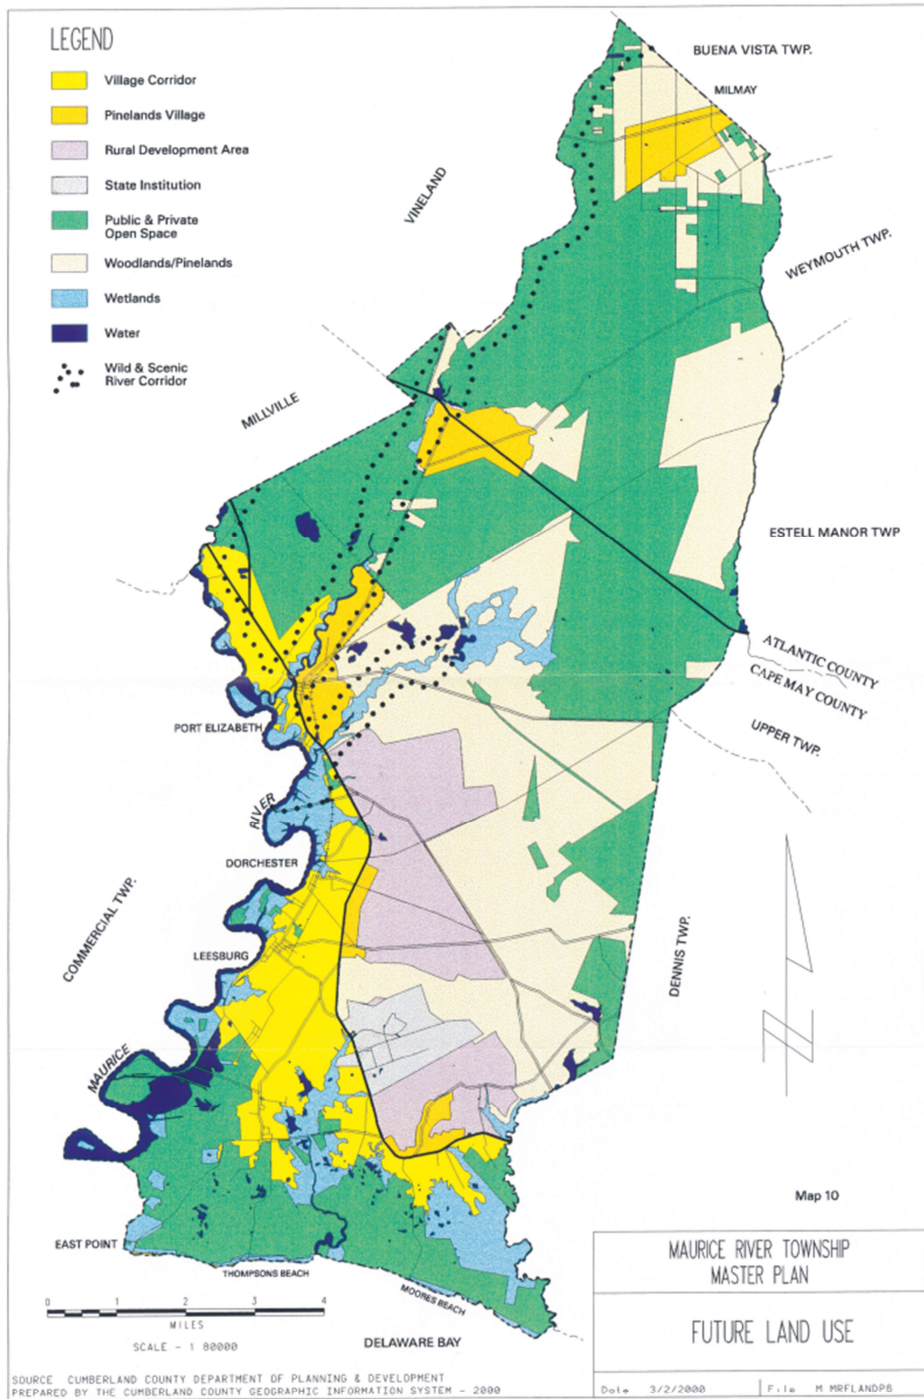 LEGEND
Village Corridor
Pinelands Village
Rural Development Area
State Institution
Public & Private
Open Space
Woodlands/Pinelands
Wetlands
Water
Wild & Scenic
River Corridor
BUENA VISTA TWP.
MILMAY
VINELAND
WEYMOUTH TWP.
MILLVILLE
ESTELL MANOR TWP
ATLANTIC COUNTY
CAPE MAY COUNTY
UPPER TWP.
PORT ELIZABETH
RIVER
DORCHESTER
COMMERCIAL TWP.
LEESBURG
DENNIS TWP.
MAURICE
EAST POINT
THOMPSONS BEACH
MOORES BEACH
DELAWARE BAY
0 1 2 3 4
MILES
SCALE - 1 80000
Map 10
MAURICE RIVER TOWNSHIP
MASTER PLAN
FUTURE LAND USE
Date 3/2/2000 File M MRFLANDP8
SOURCE CUMBERLAND COUNTY DEPARTMENT OF PLANNING & DEVELOPMENT
PREPARED BY THE CUMBERLAND COUNTY GEOGRAPHIC INFORMATION SYSTEM - 2000